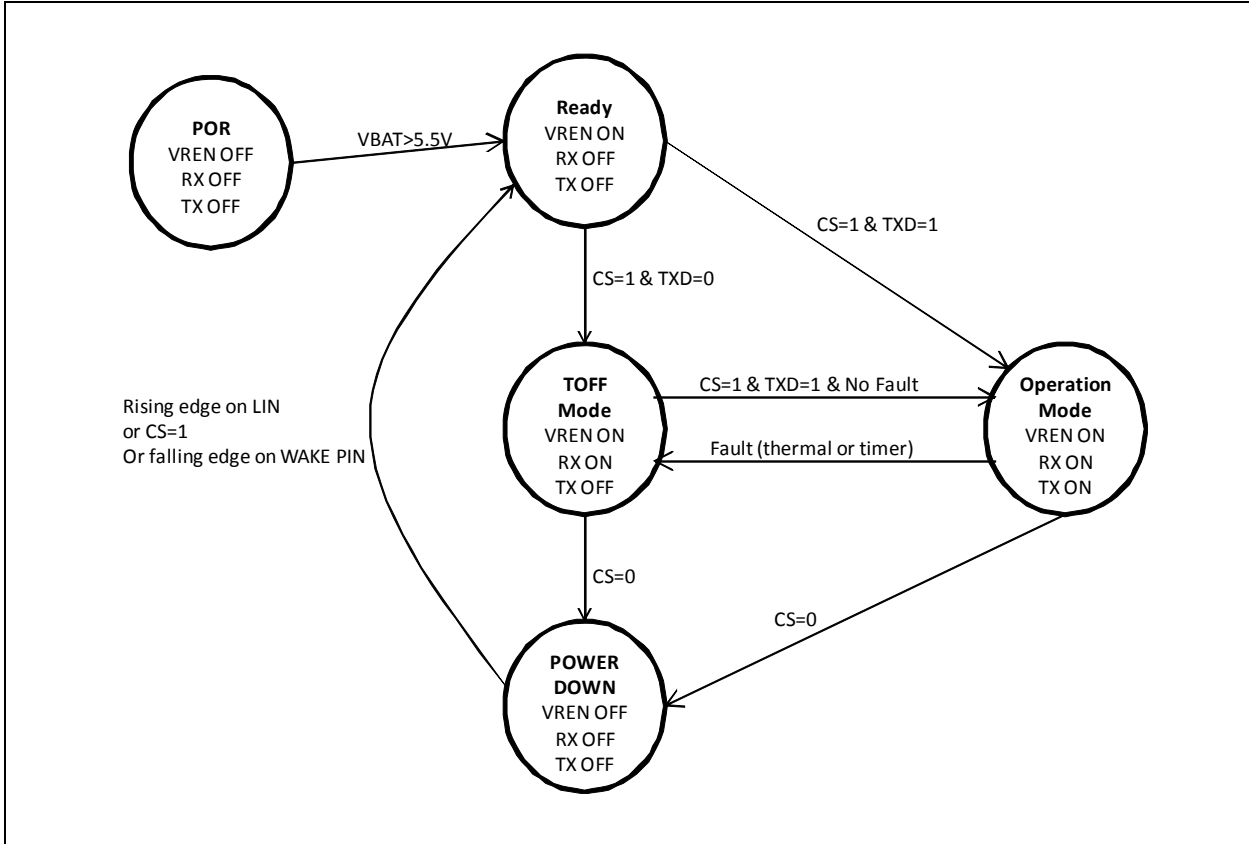 POR
VREN OFF
RX OFF
TX OFF
VBAT>5.5V
Ready
VREN ON
RX OFF
TX OFF
CS=1 & TXD=1
CS=1 & TXD=0
TOFF
Mode
VREN ON
RX ON
TX OFF
CS=1 & TXD=1 & No Fault
Fault (thermal or timer)
Operation
Mode
VREN ON
RX ON
TX ON
Rising edge on LIN
or CS=1
Or falling edge on WAKE PIN
CS=0
CS=0
POWER
DOWN
VREN OFF
RX OFF
TX OFF